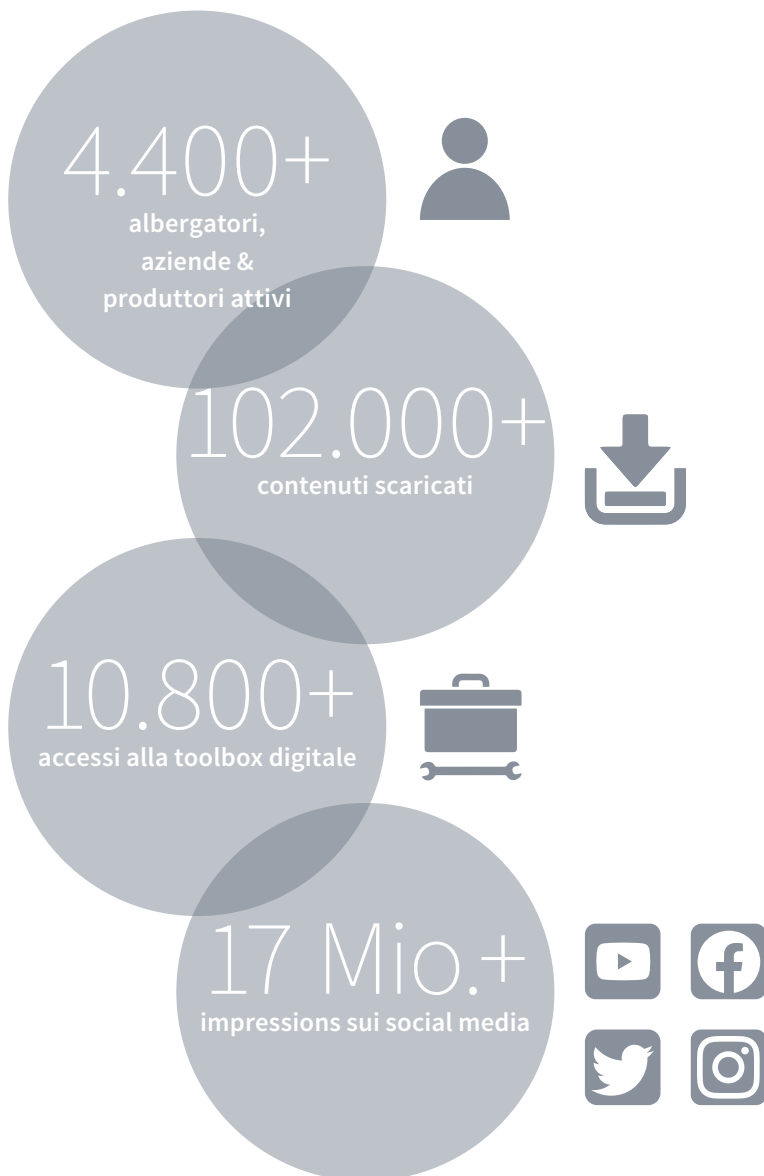 4.400+
albergatori,
aziende &
produttori attivi
102.000+
contenuti scaricati
10.800+
accessi alla toolbox digitale
17 Mio.+
impressions sui social media